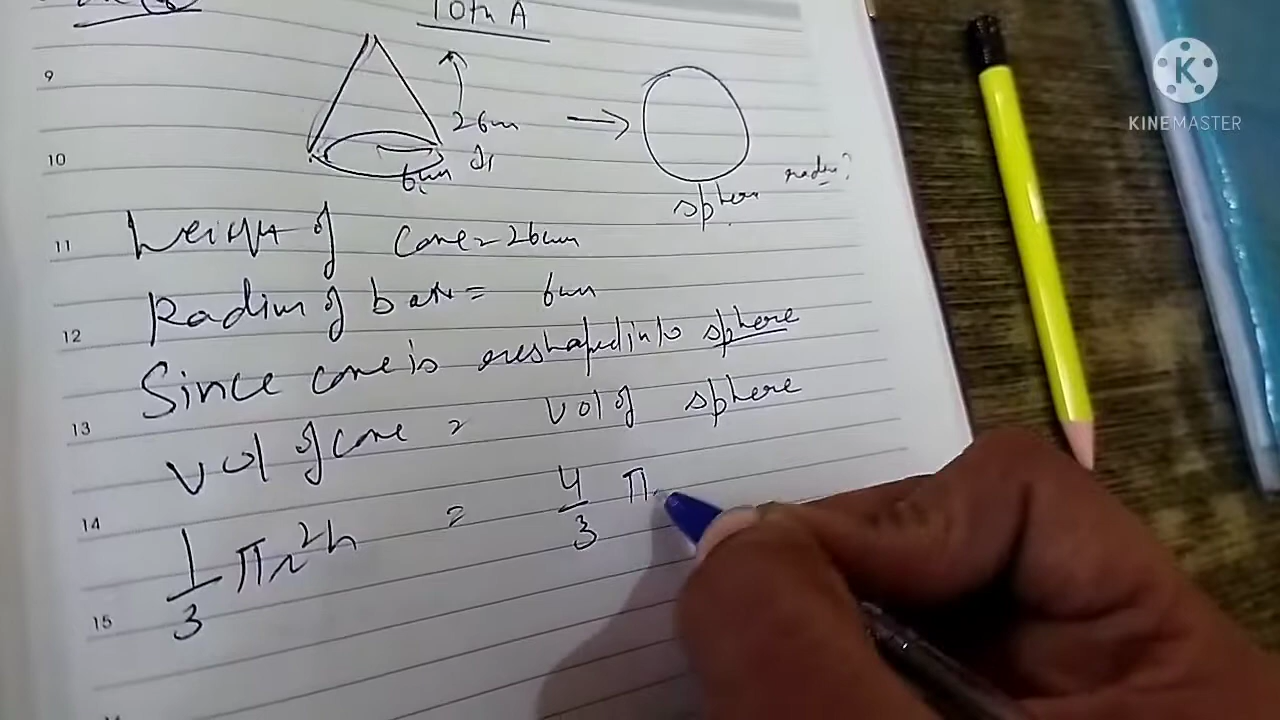 10th A
9
26cm
10
6cm
radius?
sphere
11 height of cone = 26cm
12 Radius of base = 6cm
Since cone is reshaped into sphere
13 vol of cone = vol of sphere
14 1/3 πr²h = 4/3 π
15
KINEMASTER